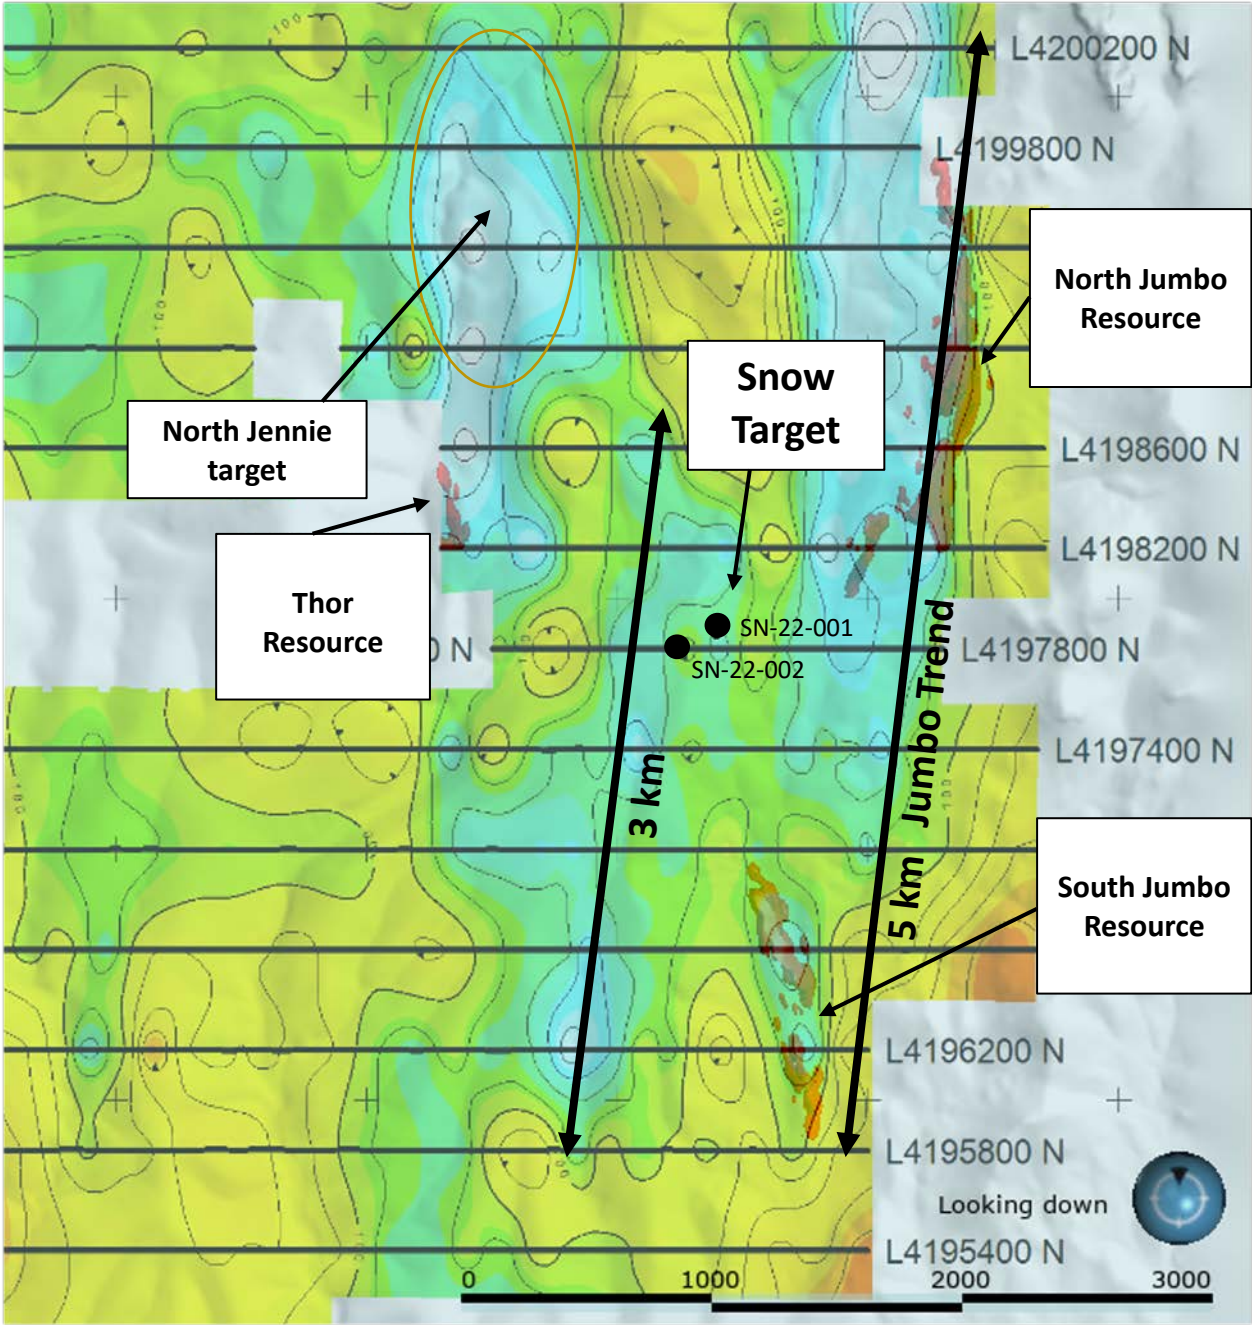 L4200200 N
L4199800 N
North Jumbo
Resource
Snow
Target
North Jennie
target
L4198600 N
L4198200 N
Thor
Resource
SN-22-001
SN-22-002
0 N
L4197800 N
L4197400 N
3 km
5 km Jumbo Trend
South Jumbo
Resource
L4196200 N
L4195800 N
Looking down
L4195400 N
0 1000 2000 3000